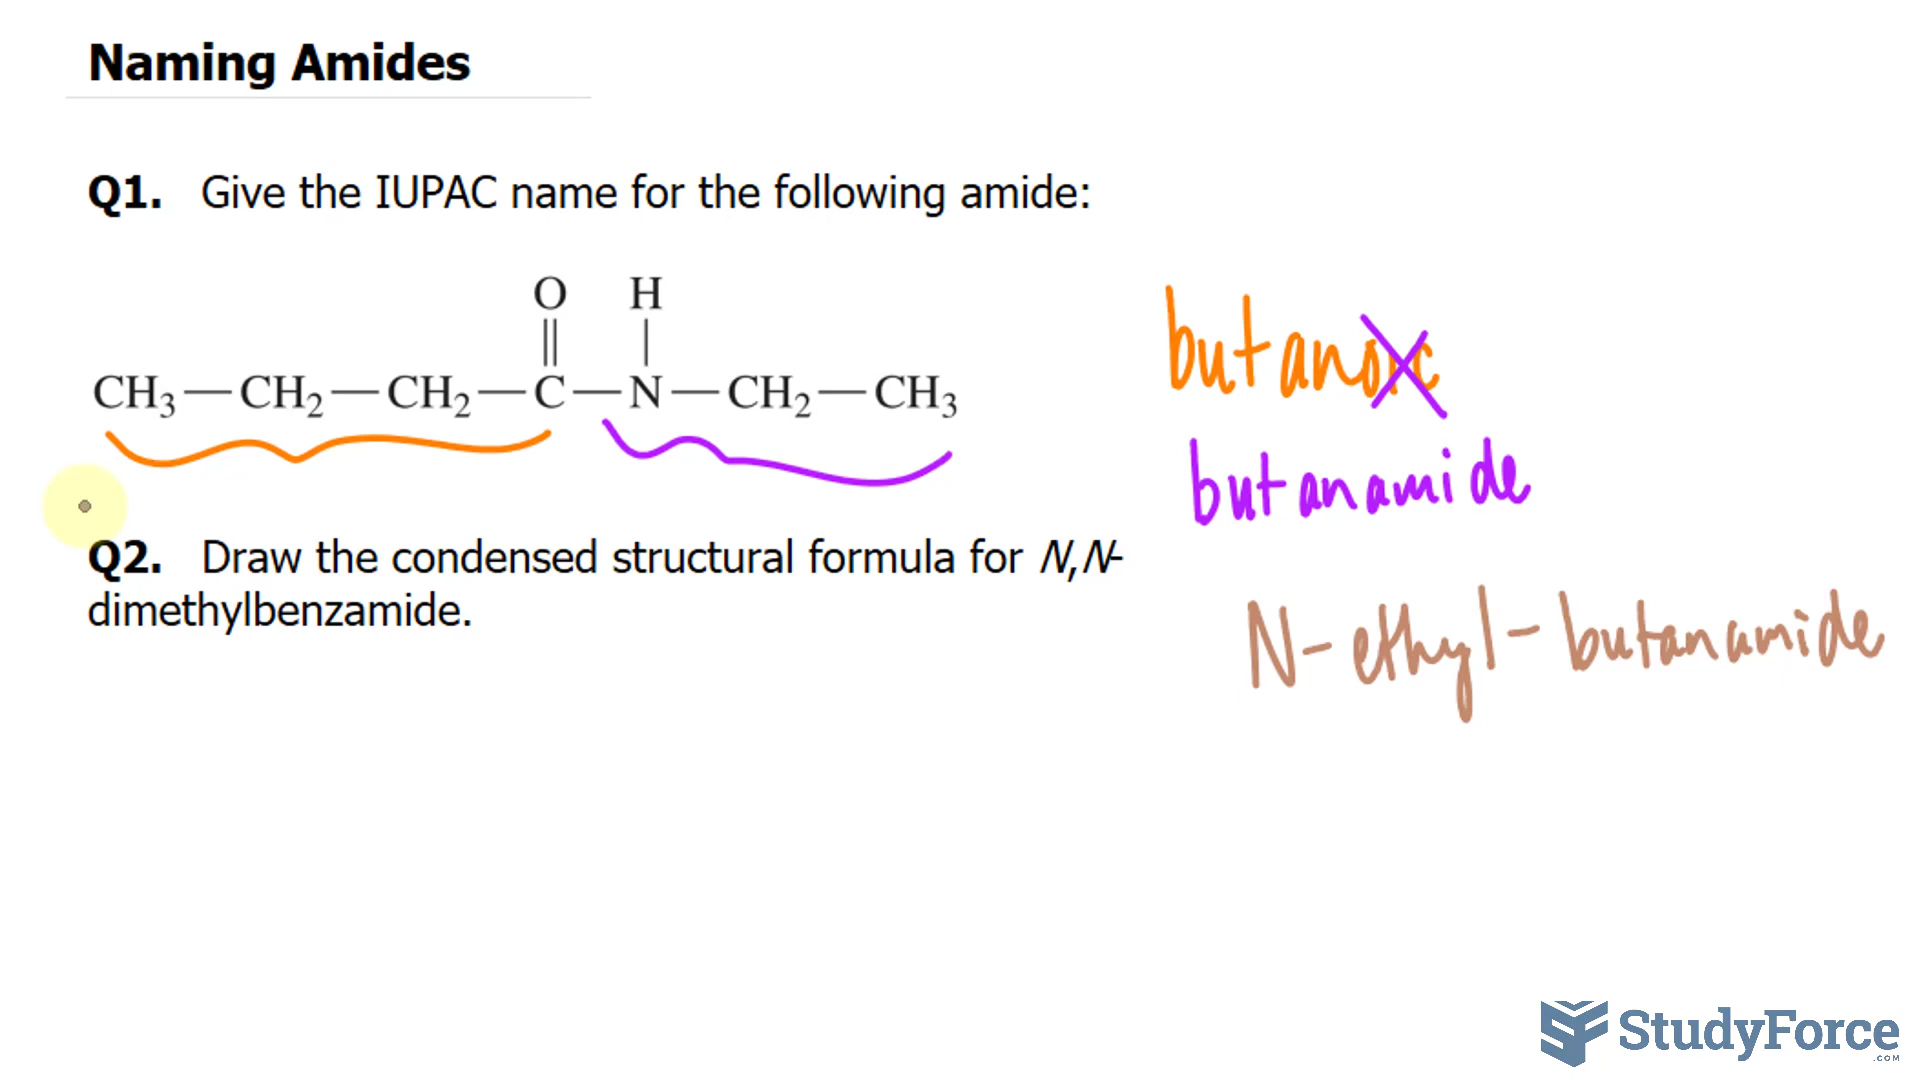 Naming Amides
Q1. Give the IUPAC name for the following amide:
O H
CH₃—CH₂—CH₂—C—N—CH₂—CH₃
butanoic
butanamide
Q2. Draw the condensed structural formula for N,N-
dimethylbenzamide.
N-ethyl-butanamide
StudyForce
.COM